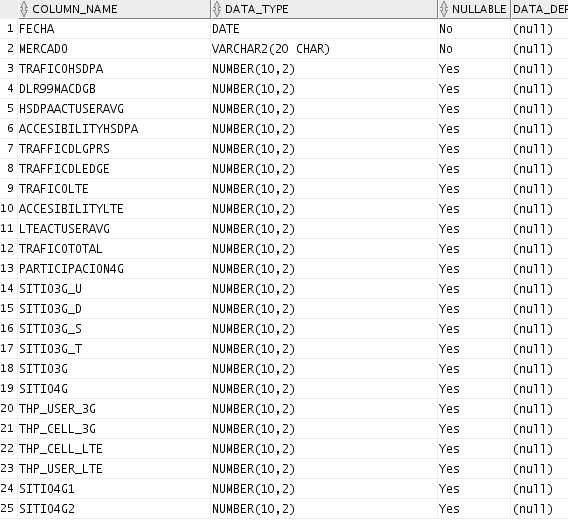 COLUMN_NAME DATA_TYPE NULLABLE DATA_DEF
1 FECHA DATE No (null)
2 MERCADO VARCHAR2(20 CHAR) No (null)
3 TRAFICOHSDPA NUMBER(10,2) Yes (null)
4 DLR99MACDGB NUMBER(10,2) Yes (null)
5 HSDPAACTUSERAVG NUMBER(10,2) Yes (null)
6 ACCESIBILITYHSDPA NUMBER(10,2) Yes (null)
7 TRAFFICDLGPRS NUMBER(10,2) Yes (null)
8 TRAFFICDLEDGE NUMBER(10,2) Yes (null)
9 TRAFICOLTE NUMBER(10,2) Yes (null)
10 ACCESIBILITYLTE NUMBER(10,2) Yes (null)
11 LTEACTUSERAVG NUMBER(10,2) Yes (null)
12 TRAFICOTOTAL NUMBER(10,2) Yes (null)
13 PARTICIPACION4G NUMBER(10,2) Yes (null)
14 SITIO3G_U NUMBER(10,2) Yes (null)
15 SITIO3G_D NUMBER(10,2) Yes (null)
16 SITIO3G_S NUMBER(10,2) Yes (null)
17 SITIO3G_T NUMBER(10,2) Yes (null)
18 SITIO3G NUMBER(10,2) Yes (null)
19 SITIO4G NUMBER(10,2) Yes (null)
20 THP_USER_3G NUMBER(10,2) Yes (null)
21 THP_CELL_3G NUMBER(10,2) Yes (null)
22 THP_CELL_LTE NUMBER(10,2) Yes (null)
23 THP_USER_LTE NUMBER(10,2) Yes (null)
24 SITIO4G1 NUMBER(10,2) Yes (null)
25 SITIO4G2 NUMBER(10,2) Yes (null)